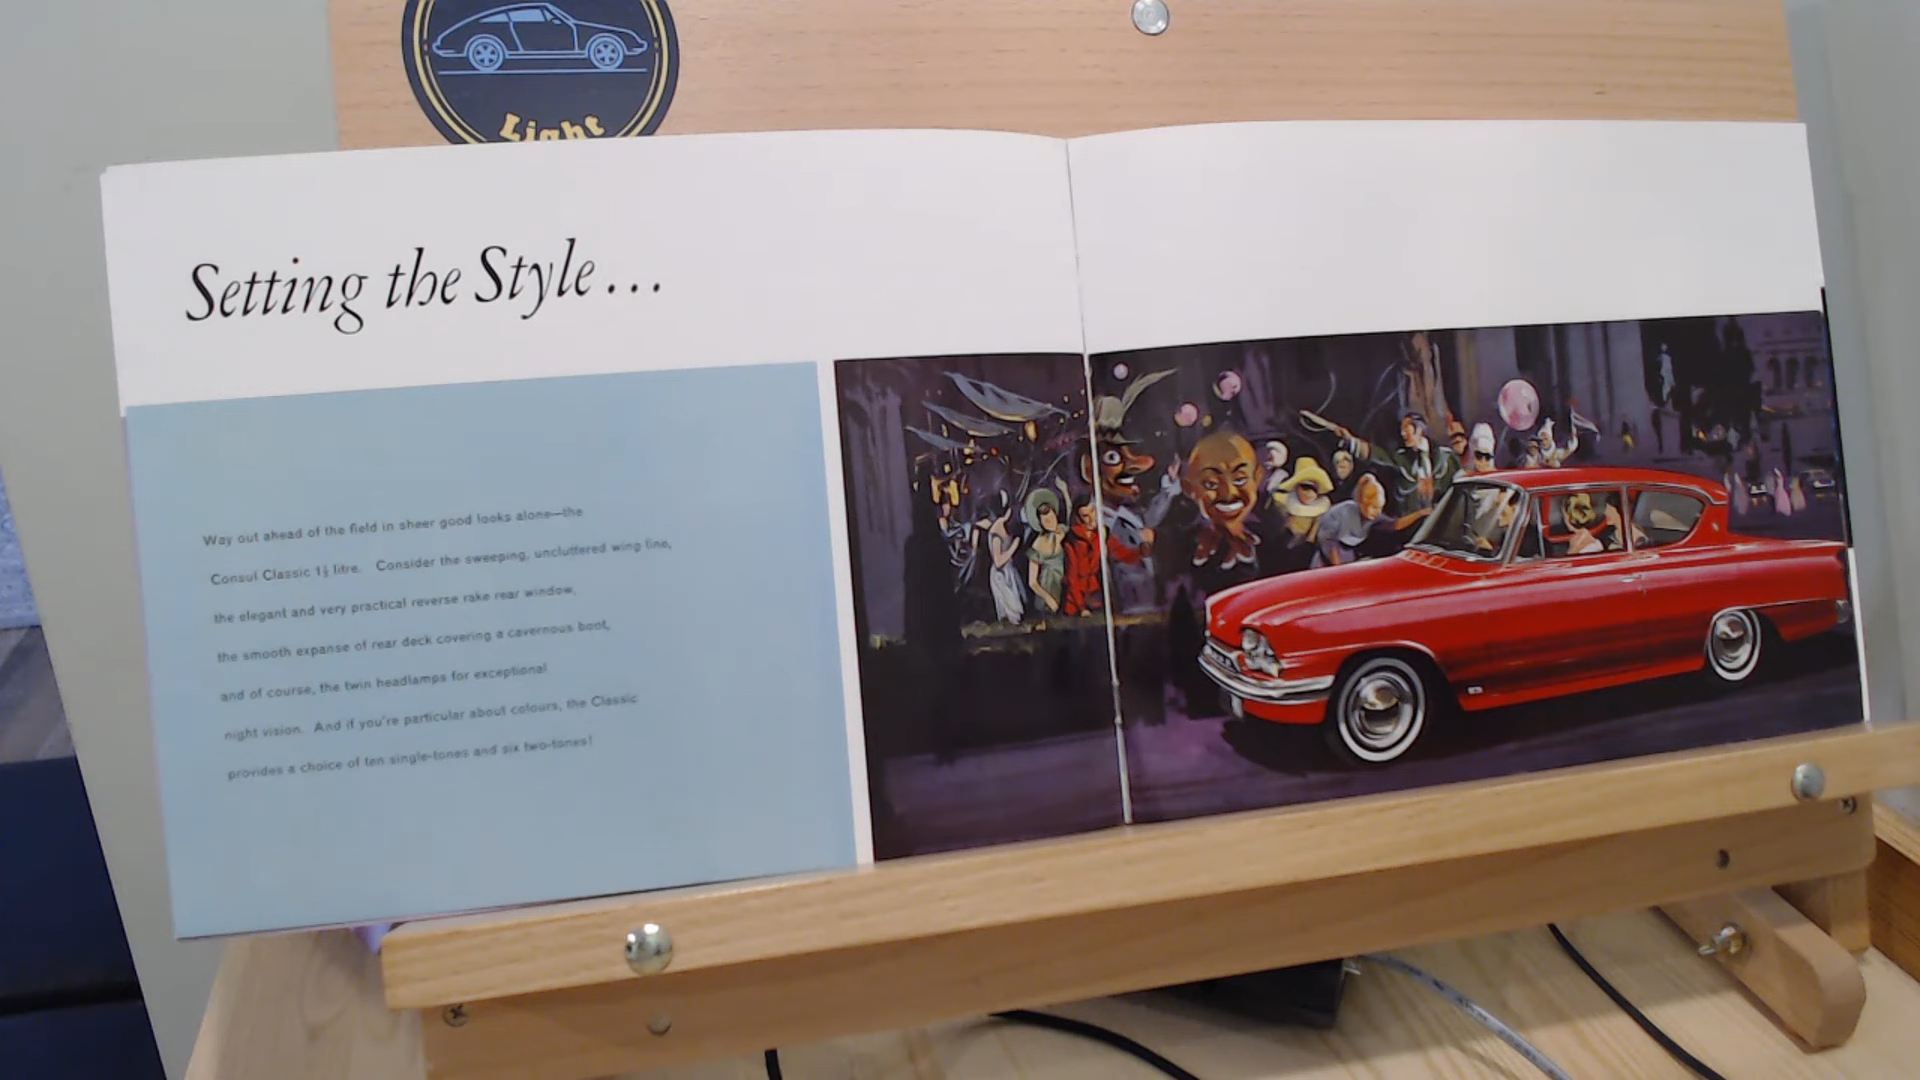 Light
Setting the Style...
Way out ahead of the field in sheer good looks alone—the
Consul Classic 1½ litre. Consider the sweeping, uncluttered wing line,
the elegant and very practical reverse rake rear window,
the smooth expanse of rear deck covering a cavernous boot,
and of course, the twin headlamps for exceptional
night vision. And if you're particular about colours, the Classic
provides a choice of ten single-tones and six two-tones!